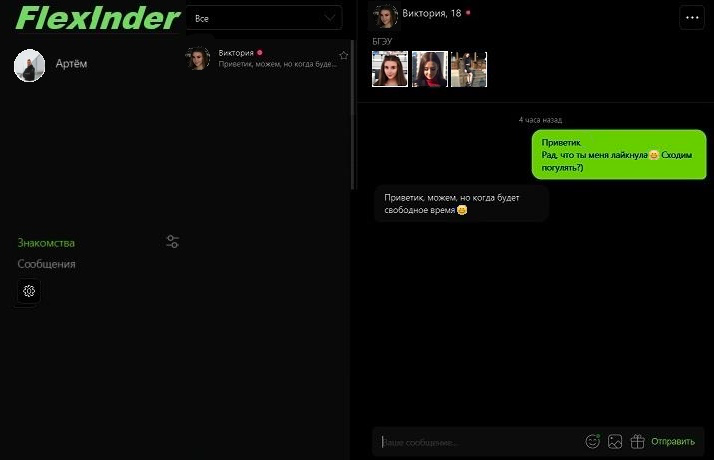 FlexInder
Все
Артём
Виктория
Приветик, можем, но когда буде...
Знакомства
Сообщения
Виктория, 18
БГЭУ
4 часа назад
Приветик
Рад, что ты меня лайкнула😊 Сходим
погулять?)
Приветик, можем, но когда будет
свободное время😊
Ваше сообщение...
Отправить